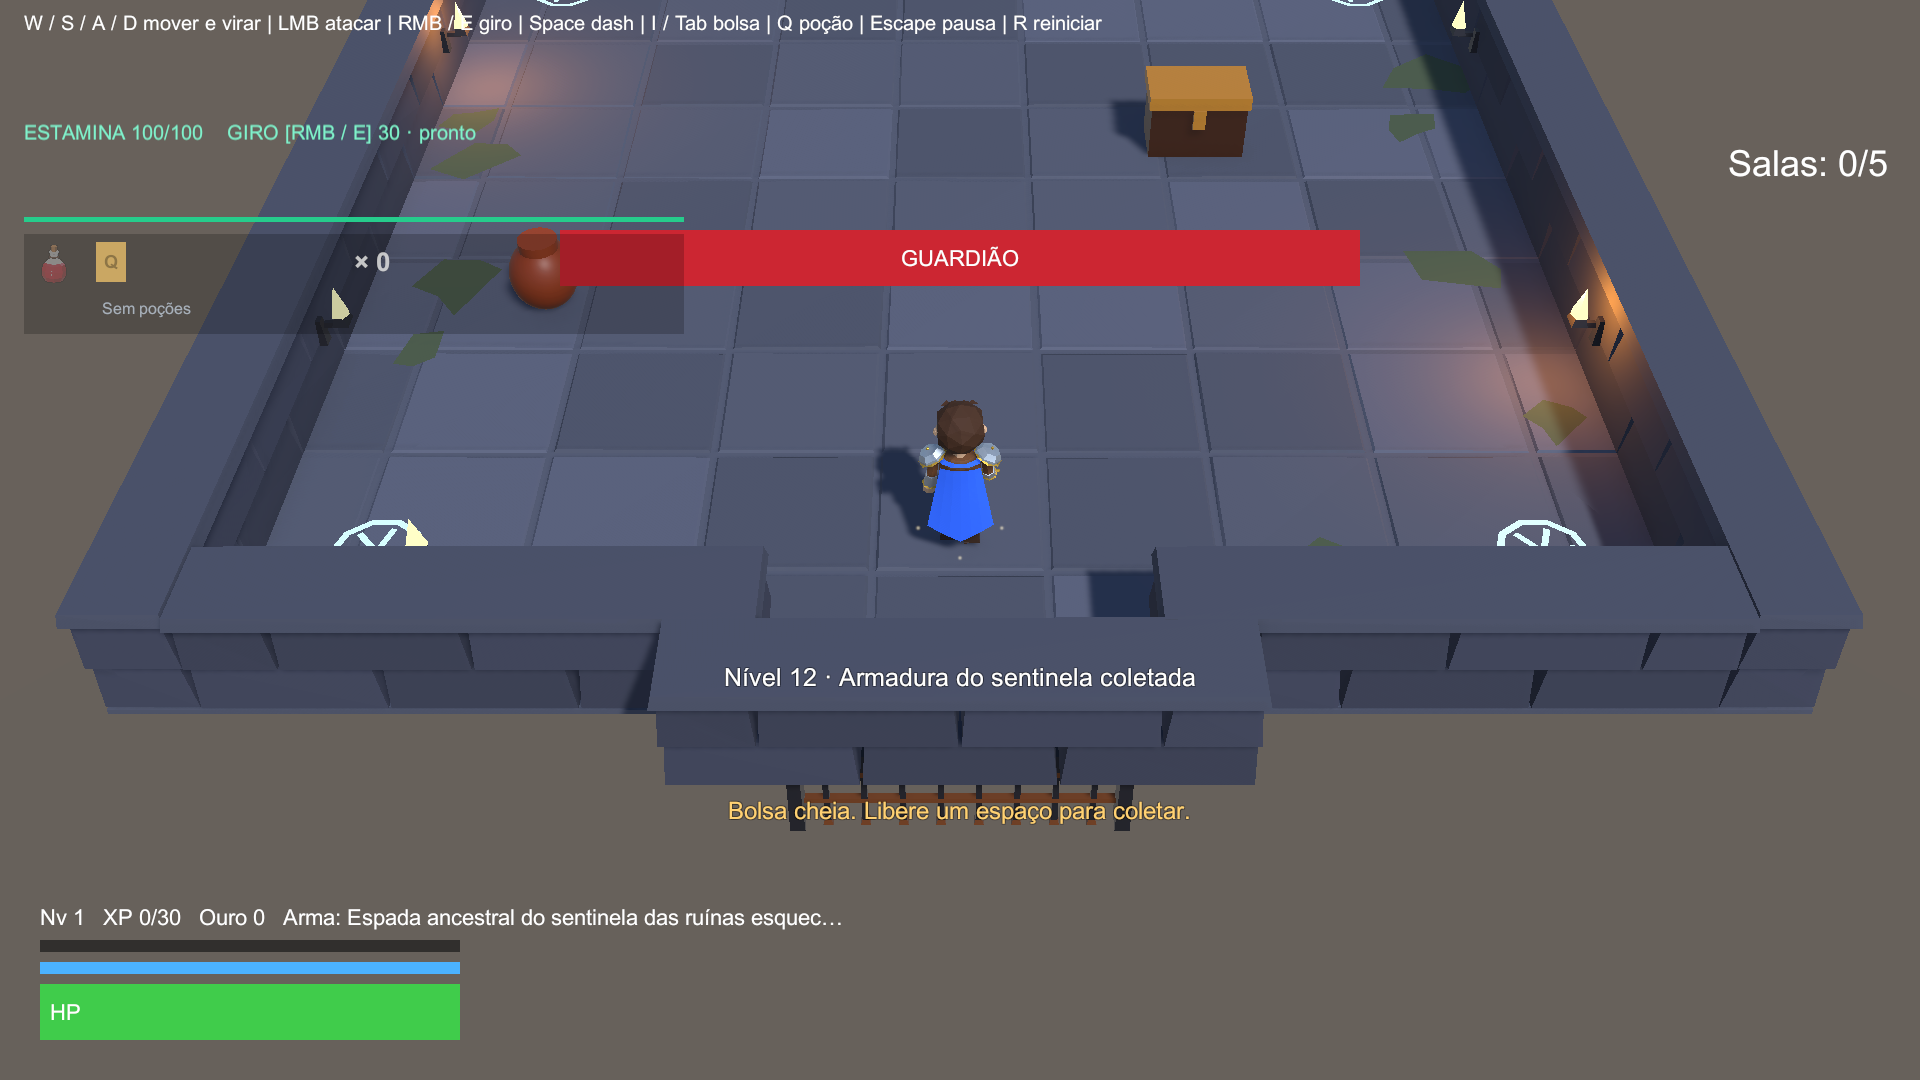 W / S / A / D mover e virar | LMB atacar | RMB / E giro | Space dash | I / Tab bolsa | Q poção | Escape pausa | R reiniciar
ESTAMINA 100/100 GIRO [RMB / E] 30 · pronto
Salas: 0/5
Q × 0
GUARDIÃO
Sem poções
Nível 12 · Armadura do sentinela coletada
Bolsa cheia. Libere um espaço para coletar.
Nv 1 XP 0/30 Ouro 0 Arma: Espada ancestral do sentinela das ruínas esquec…
HP